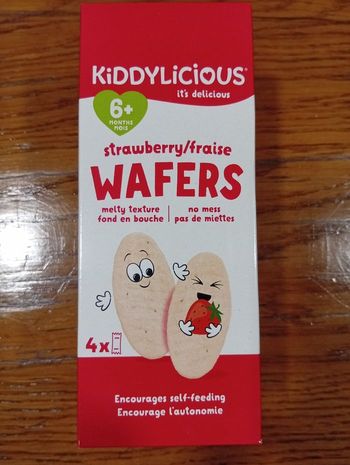 KiDDYLiCiOUS
it's delicious
6+
MONTHS
MOIS
strawberry/fraise
WAFERS
melty texture
fond en bouche
no mess
pas de miettes
4x
Encourages self-feeding
Encourage l'autonomie